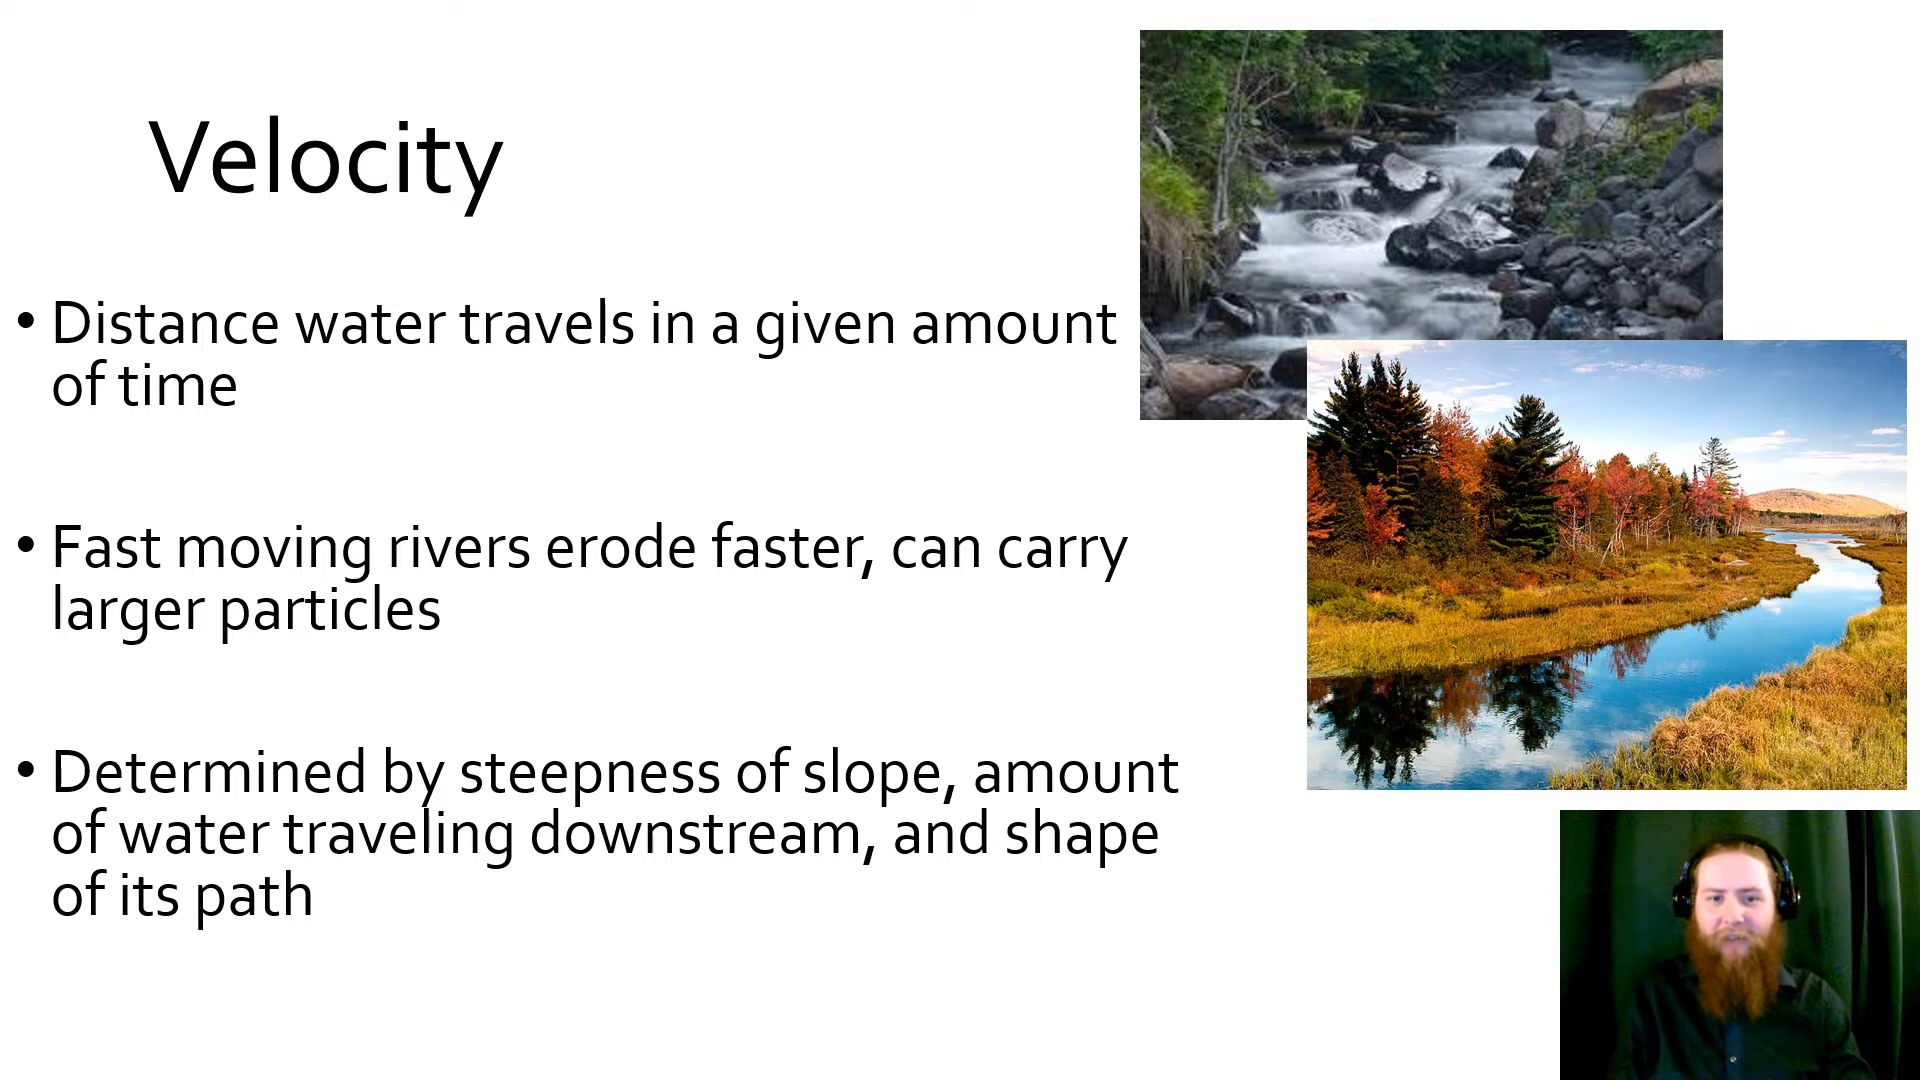 Velocity
• Distance water travels in a given amount
of time
• Fast moving rivers erode faster, can carry
larger particles
• Determined by steepness of slope, amount
of water traveling downstream, and shape
of its path